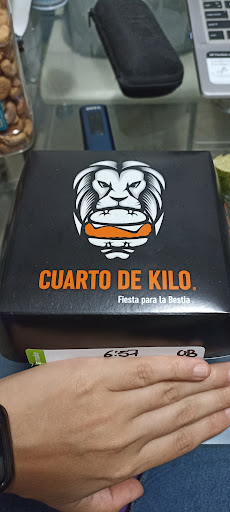 CUARTO DE KILO.
Fiesta para la Bestia
6:57 08